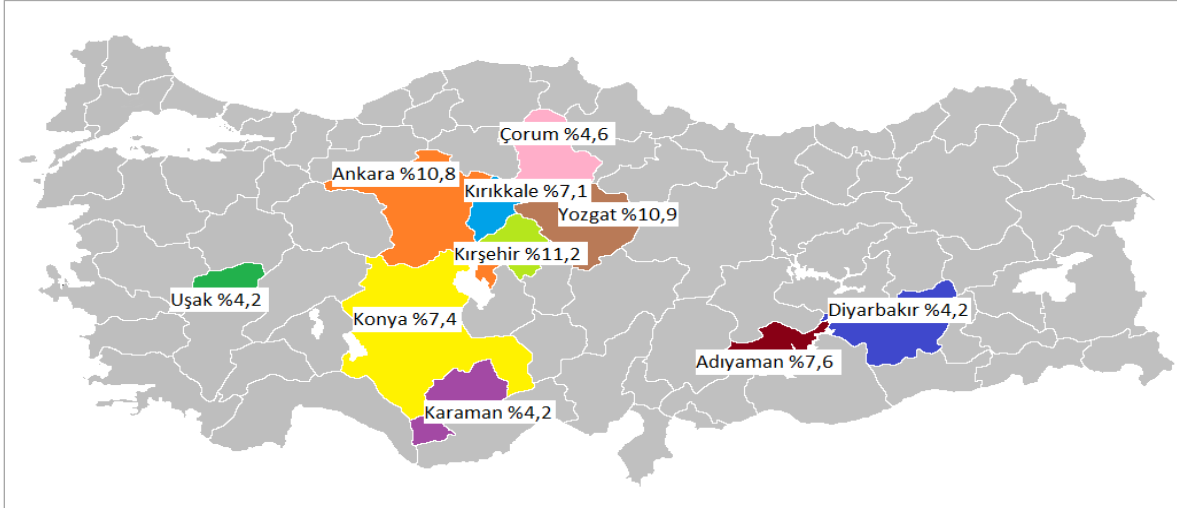 Çorum %4,6
Ankara %10,8
Kırıkkale %7,1
Yozgat %10,9
Kırşehir %11,2
Uşak %4,2
Konya %7,4
Diyarbakır %4,2
Adıyaman %7,6
Karaman %4,2